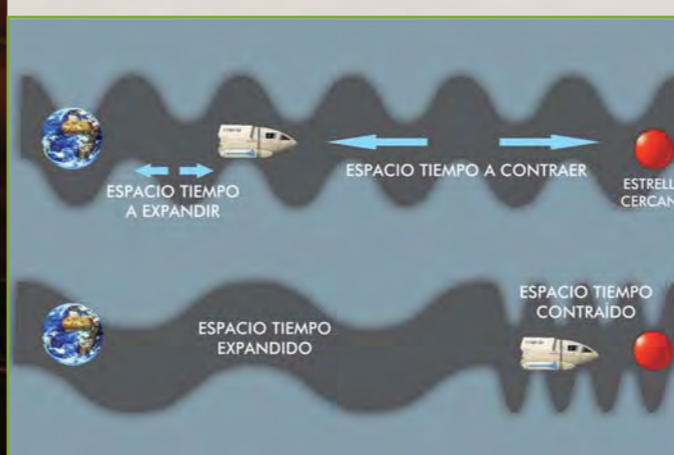 ESPACIO TIEMPO
A EXPANDIR
ESPACIO TIEMPO A CONTRAER
ESTRELL
CERCAN
ESPACIO TIEMPO
EXPANDIDO
ESPACIO TIEMPO
CONTRAÍDO